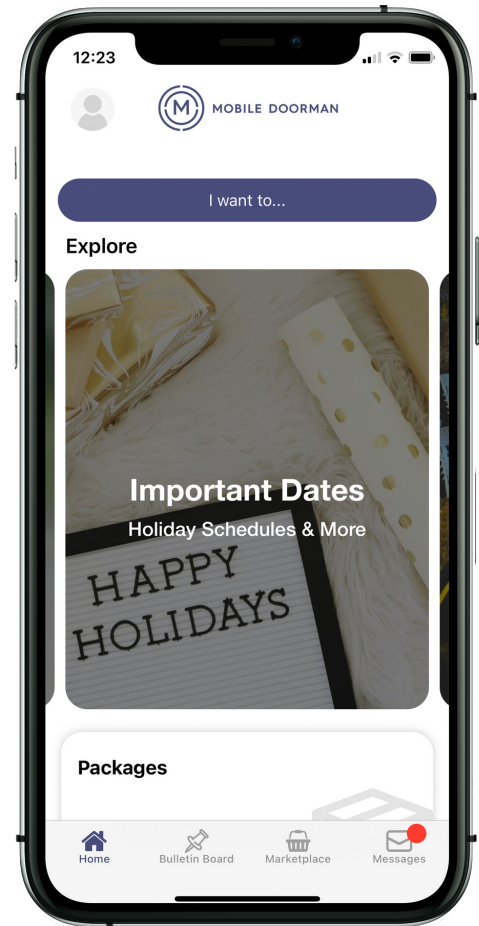 12:23
M MOBILE DOORMAN
I want to...
Explore
Important Dates
Holiday Schedules & More
HAPPY
HOLIDAYS
Packages
Home Bulletin Board Marketplace Messages